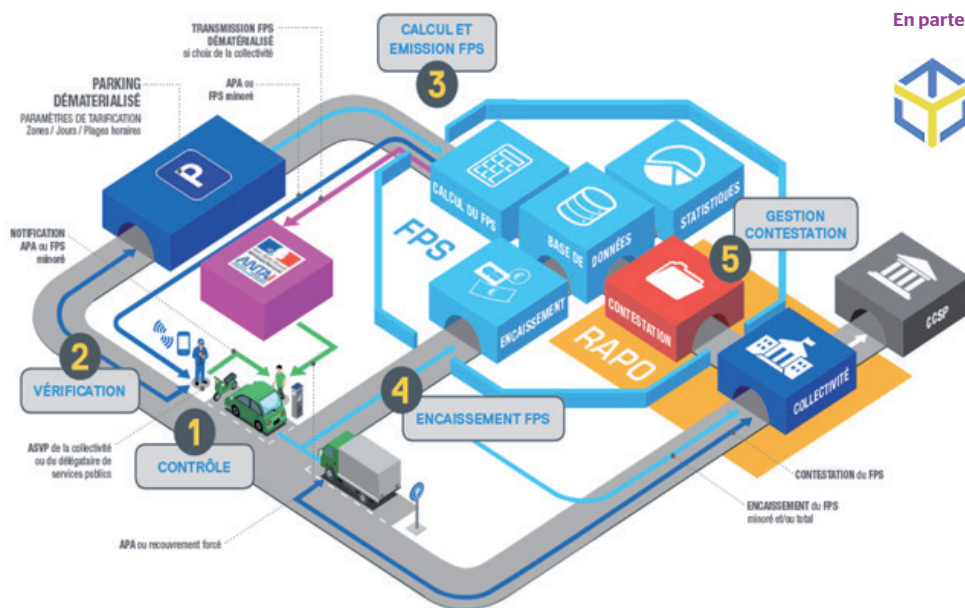 En parte
TRANSMISSION FPS
DÉMATÉRIALISÉ
si choix de la collectivité
CALCUL ET
EMISSION FPS
3
APA ou
FPS minoré
PARKING
DÉMATERIALISÉ
PARAMÈTRES DE TARIFICATION
Zones / Jours / Plages horaires
P
CALCUL DU FPS
STATISTIQUES
BASE DE
DONNÉES
FPS
ENCAISSEMENT
GESTION
CONTESTATION
5
CONTESTATION
RAPO
CCSP
COLLECTIVITÉ
NOTIFICATION
APA ou FPS
minoré
ANTAI
2
VÉRIFICATION
1
CONTRÔLE
4
ENCAISSEMENT FPS
ASVP de la collectivité
ou du délégataire de
services publics
CONTESTATION du FPS
ENCAISSEMENT du FPS
minoré et/ou total
APA ou recouvrement forcé